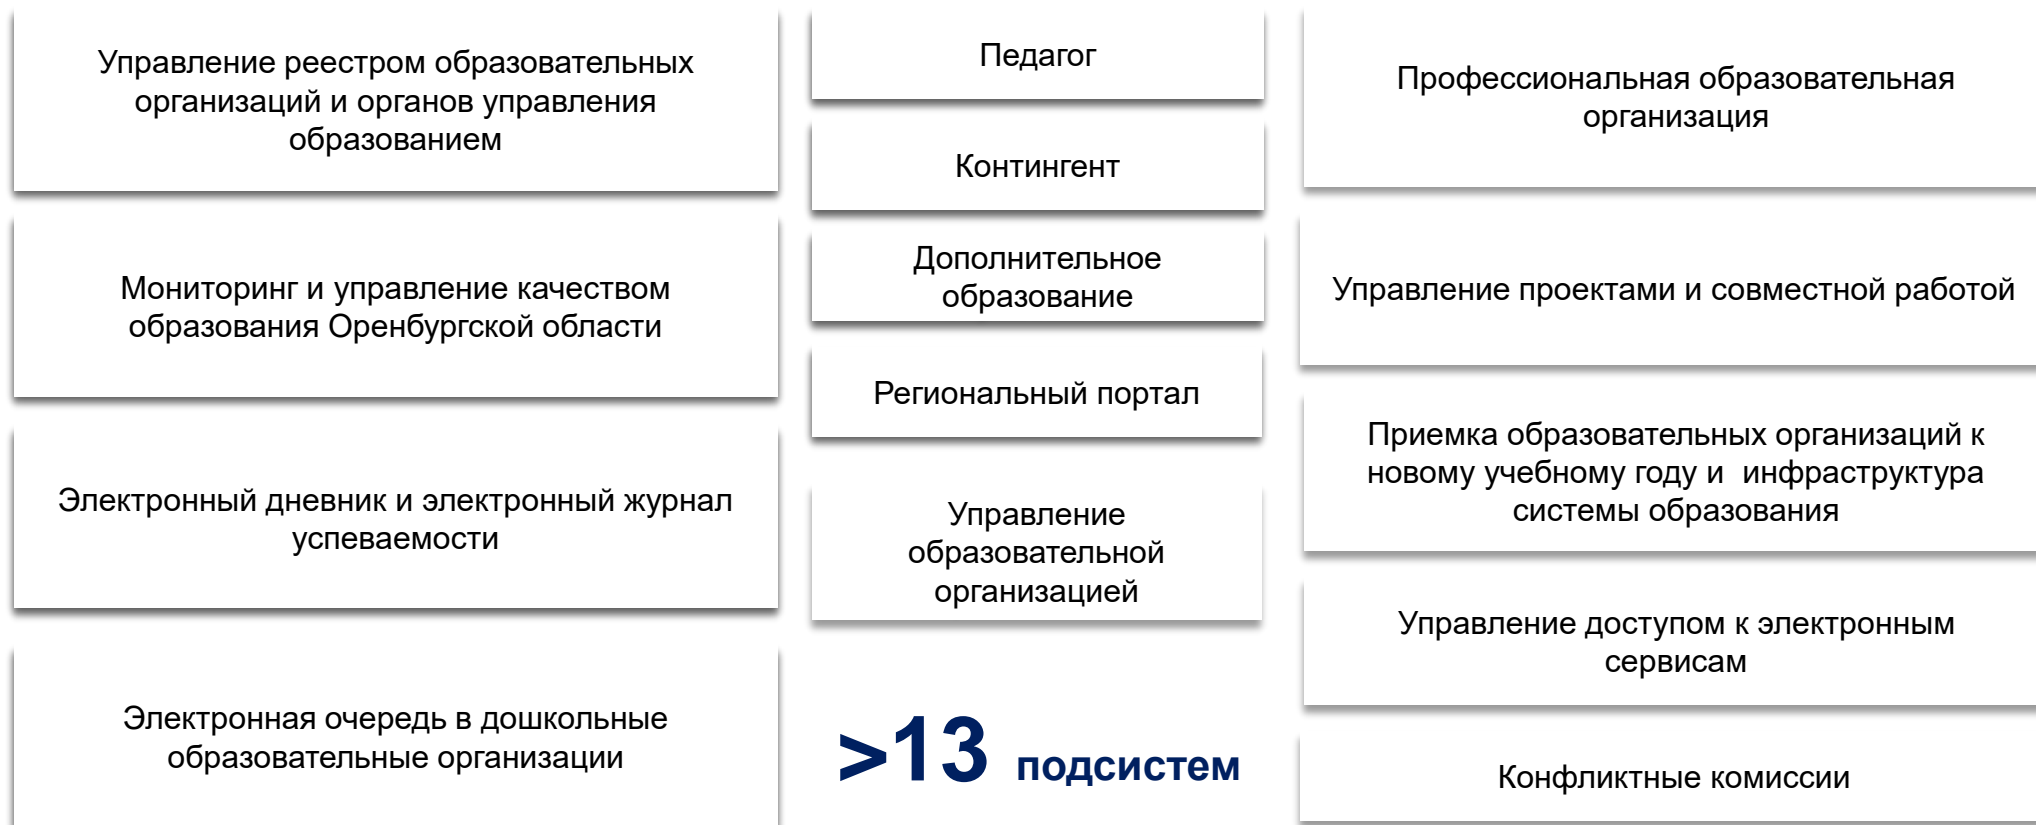 Управление реестром образовательных
организаций и органов управления
образованием
Мониторинг и управление качеством
образования Оренбургской области
Электронный дневник и электронный журнал
успеваемости
Электронная очередь в дошкольные
образовательные организации
Педагог
Контингент
Дополнительное
образование
Региональный портал
Управление
образовательной
организацией
>13 подсистем
Профессиональная образовательная
организация
Управление проектами и совместной работой
Приемка образовательных организаций к
новому учебному году и  инфраструктура
системы образования
Управление доступом к электронным
сервисам
Конфликтные комиссии